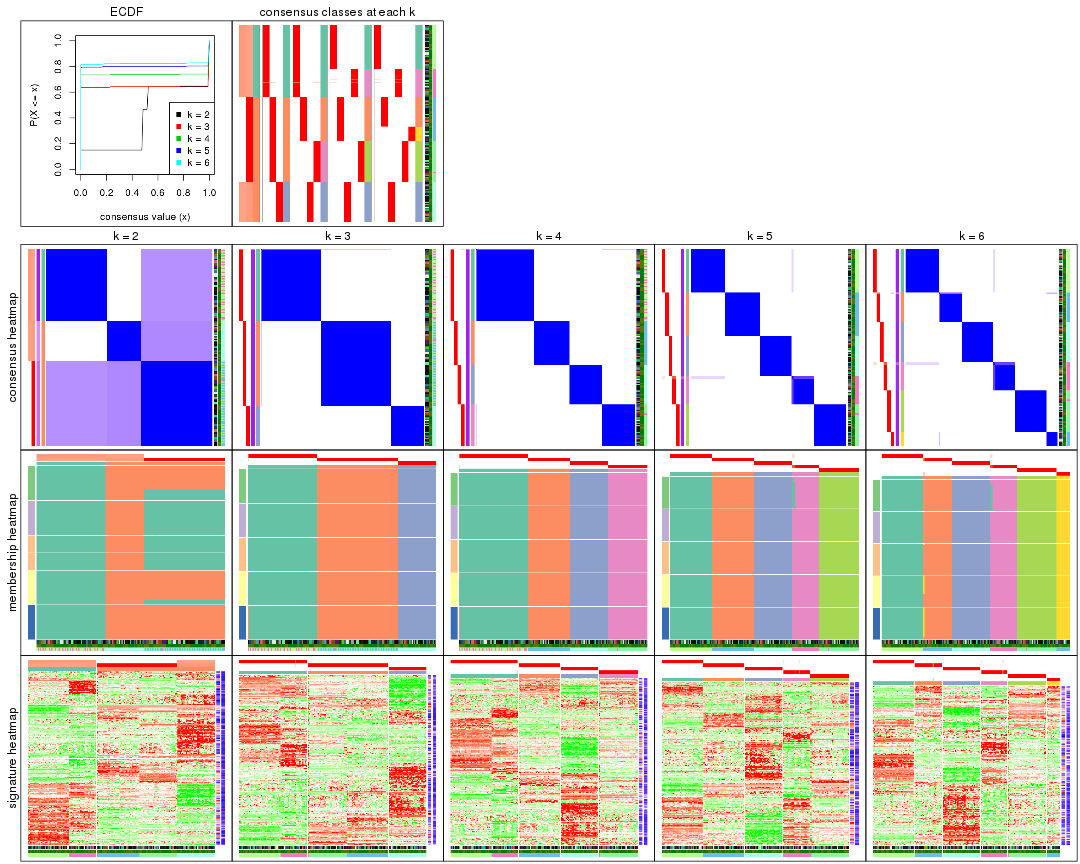 ECDF
consensus classes at each k
P(X <= x)
0.0 0.2 0.4 0.6 0.8 1.0
k = 2
k = 3
k = 4
k = 5
k = 6
0.0 0.2 0.4 0.6 0.8 1.0
consensus value (x)
k = 2 k = 3 k = 4 k = 5 k = 6
consensus heatmap
membership heatmap
signature heatmap